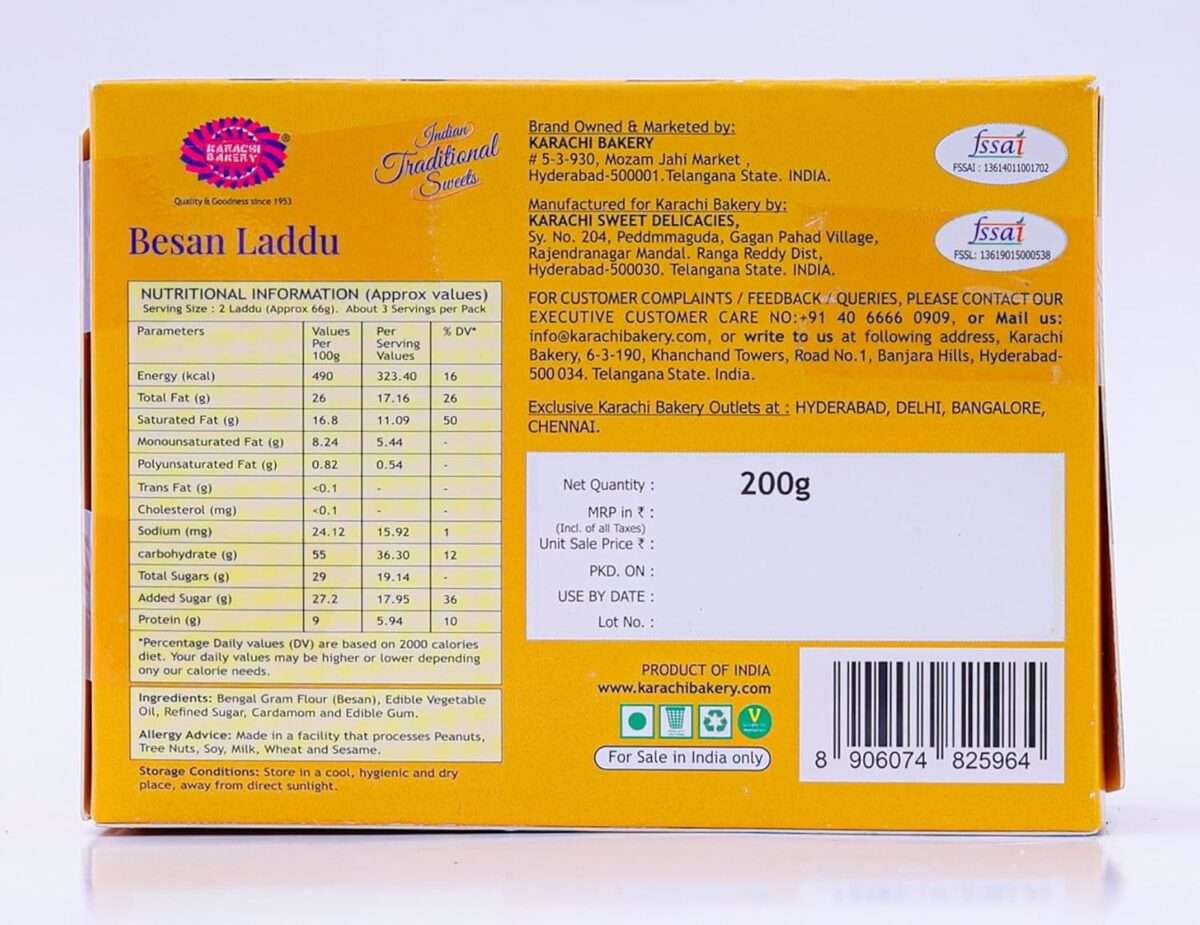 KARACHI
BAKERY
®
Quality & Goodness since 1953
Indian
Traditional
Sweets
Besan Laddu
NUTRITIONAL INFORMATION (Approx values)
Serving Size : 2 Laddu (Approx 66g). About 3 Servings per Pack
Parameters Values Per 100g Per Serving Values % DV*
Energy (kcal) 490 323.40 16
Total Fat (g) 26 17.16 26
Saturated Fat (g) 16.8 11.09 50
Monounsaturated Fat (g) 8.24 5.44 -
Polyunsaturated Fat (g) 0.82 0.54 -
Trans Fat (g) <0.1 - -
Cholesterol (mg) <0.1 - -
Sodium (mg) 24.12 15.92 1
carbohydrate (g) 55 36.30 12
Total Sugars (g) 29 19.14 -
Added Sugar (g) 27.2 17.95 36
Protein (g) 9 5.94 10
*Percentage Daily values (DV) are based on 2000 calories
diet. Your daily values may be higher or lower depending
ony our calorie needs.
Ingredients: Bengal Gram Flour (Besan), Edible Vegetable
Oil, Refined Sugar, Cardamom and Edible Gum.
Allergy Advice: Made in a facility that processes Peanuts,
Tree Nuts, Soy, Milk, Wheat and Sesame.
Storage Conditions: Store in a cool, hygienic and dry
place, away from direct sunlight.
Brand Owned & Marketed by:
KARACHI BAKERY
# 5-3-930, Mozam Jahi Market ,
Hyderabad-500001.Telangana State. INDIA.
fssai
FSSAI : 13614011001702
Manufactured for Karachi Bakery by:
KARACHI SWEET DELICACIES,
Sy. No. 204, Peddmmaguda, Gagan Pahad Village,
Rajendranagar Mandal. Ranga Reddy Dist,
Hyderabad-500030. Telangana State. INDIA.
fssai
FSSL: 13619015000538
FOR CUSTOMER COMPLAINTS / FEEDBACK / QUERIES, PLEASE CONTACT OUR
EXECUTIVE CUSTOMER CARE NO:+91 40 6666 0909, or Mail us:
info@karachibakery.com, or write to us at following address, Karachi
Bakery, 6-3-190, Khanchand Towers, Road No.1, Banjara Hills, Hyderabad-
500 034. Telangana State. India.
Exclusive Karachi Bakery Outlets at : HYDERABAD, DELHI, BANGALORE,
CHENNAI.
Net Quantity : 200g
MRP in ₹ :
(Incl. of all Taxes)
Unit Sale Price ₹ :
PKD. ON :
USE BY DATE :
Lot No. :
PRODUCT OF INDIA
www.karachibakery.com
V
For Sale in India only
8 906074 825964